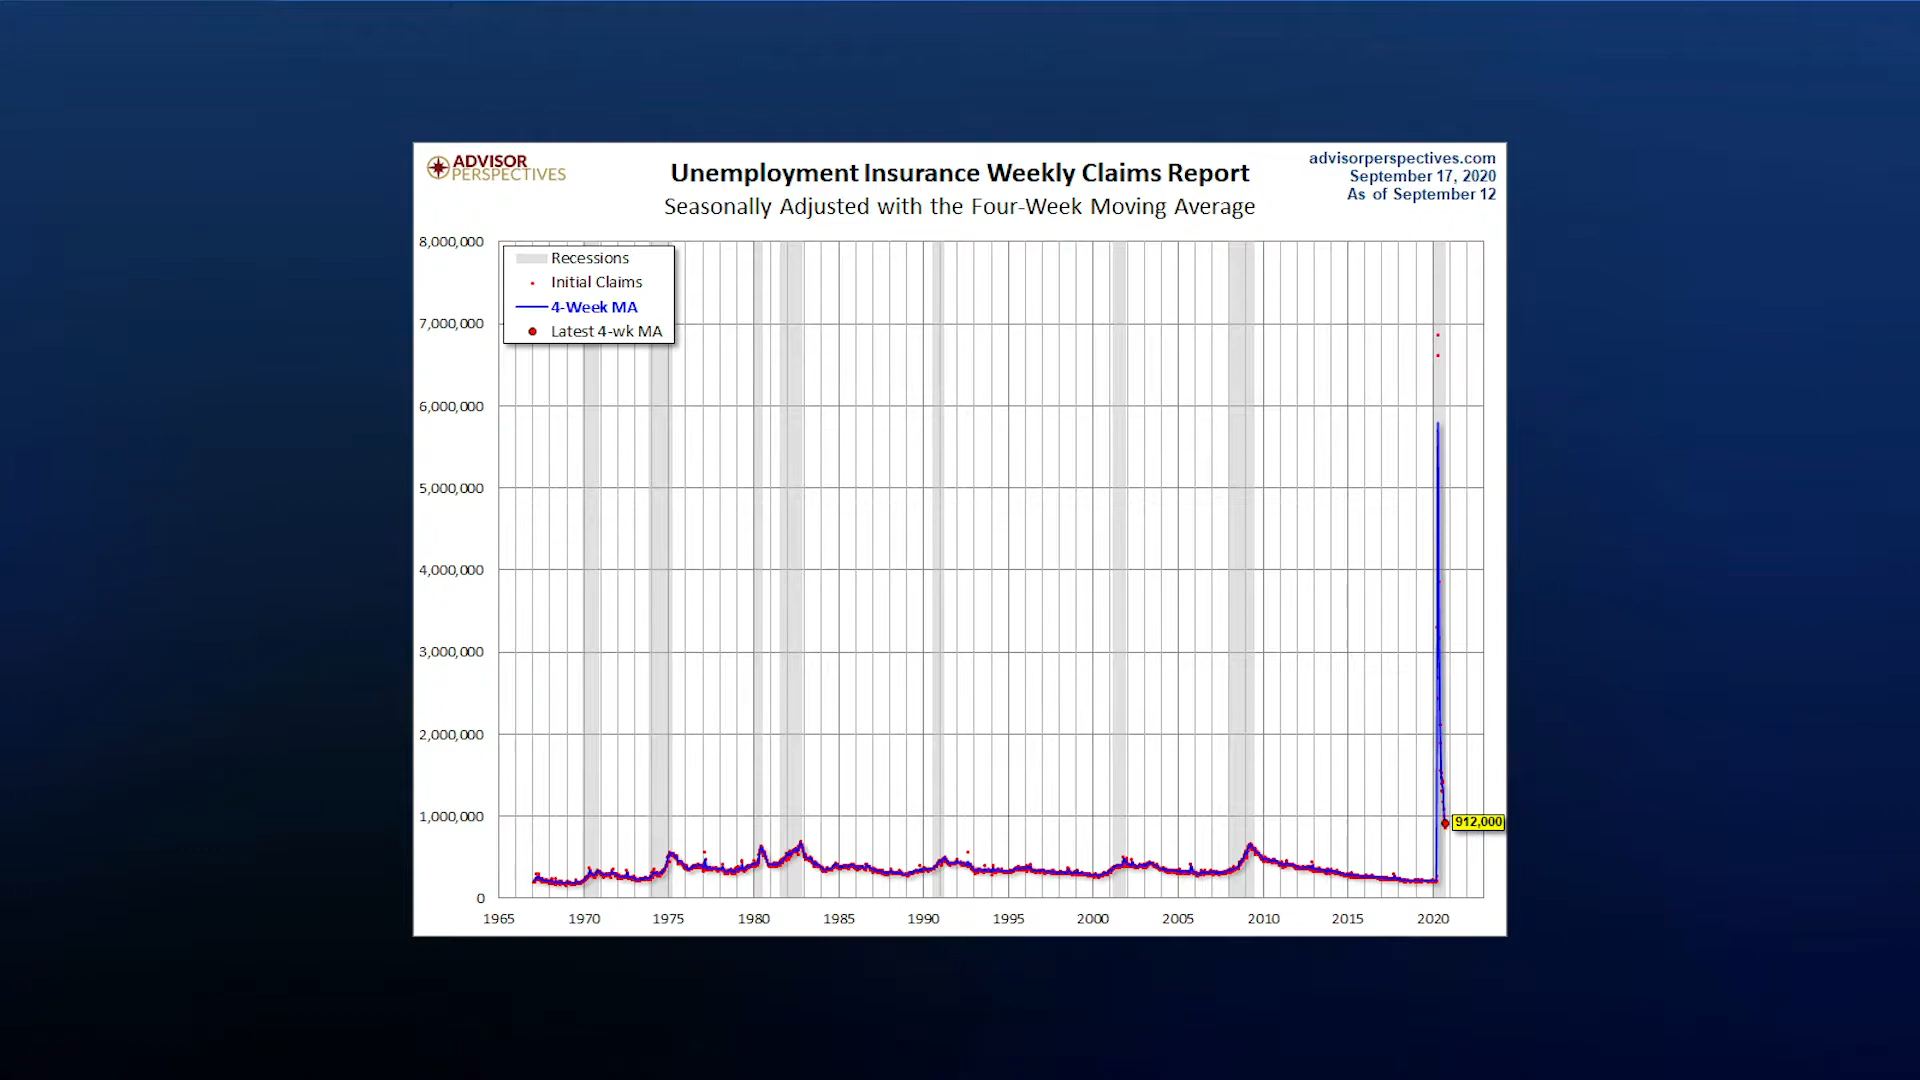 ADVISOR
PERSPECTIVES
Unemployment Insurance Weekly Claims Report
Seasonally Adjusted with the Four-Week Moving Average
advisorperspectives.com
September 17, 2020
As of September 12
8,000,000
7,000,000
6,000,000
5,000,000
4,000,000
3,000,000
2,000,000
1,000,000
0
Recessions
Initial Claims
4-Week MA
Latest 4-wk MA
912,000
1965 1970 1975 1980 1985 1990 1995 2000 2005 2010 2015 2020